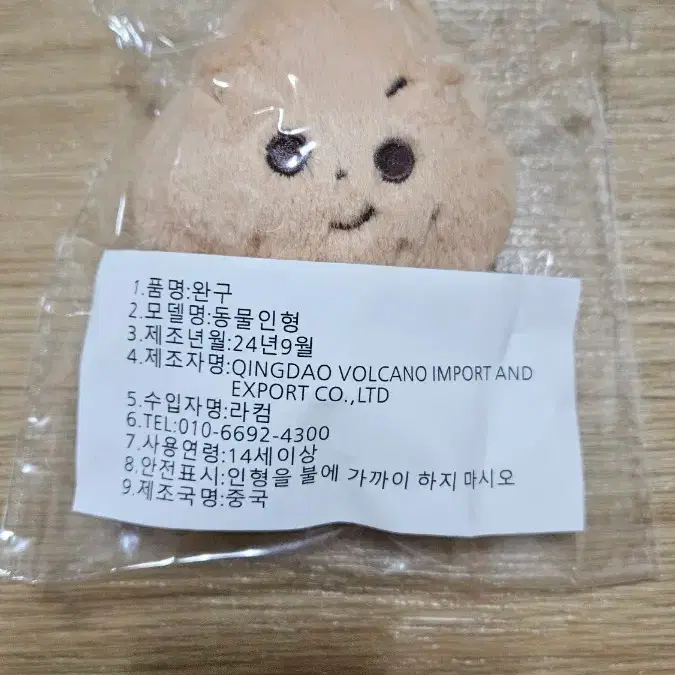 1.품명:완구
2.모델명:동물인형
3.제조년월:24년9월
4.제조자명:QINGDAO VOLCANO IMPORT AND
EXPORT CO.,LTD
5.수입자명:라컴
6.TEL:010-6692-4300
7.사용연령:14세이상
8.안전표시:인형을 불에 가까이 하지 마시오
9.제조국명:중국